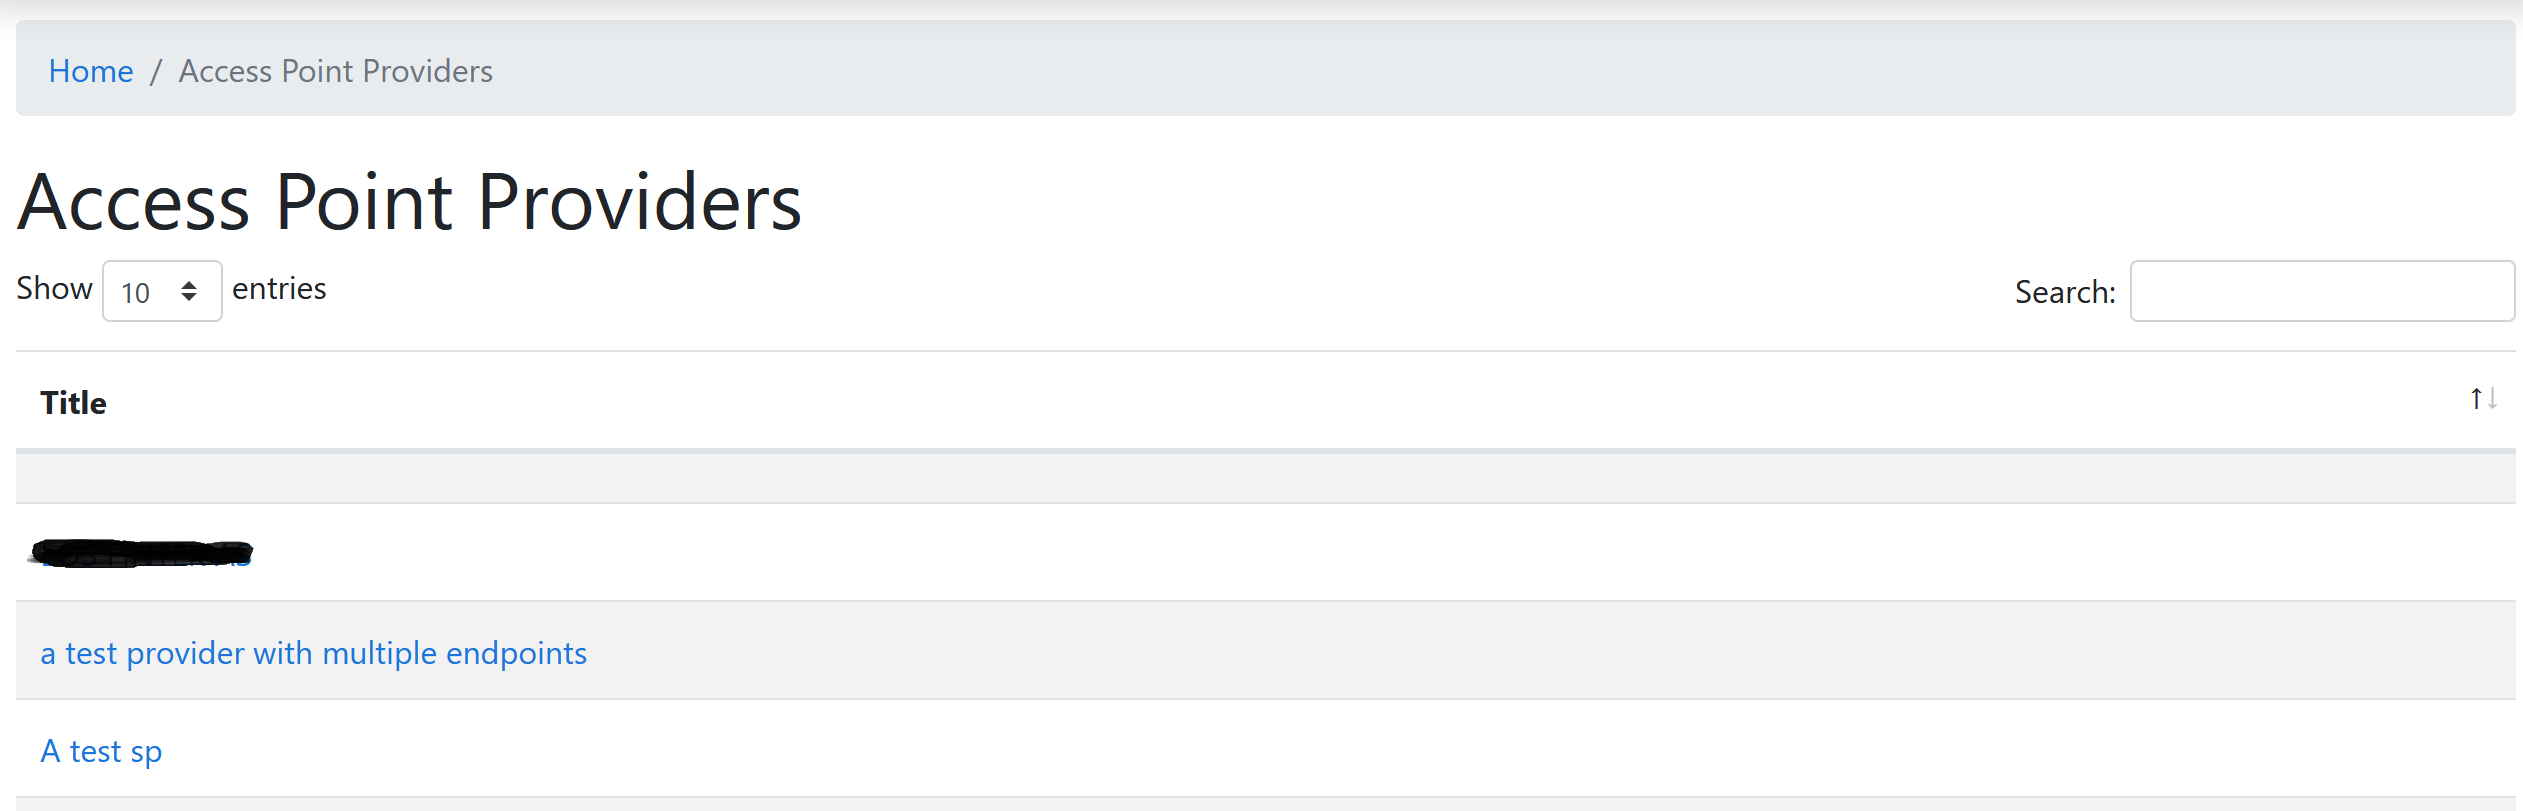 Home / Access Point Providers
Access Point Providers
Show 10 entries
Search:
Title
a test provider with multiple endpoints
A test sp